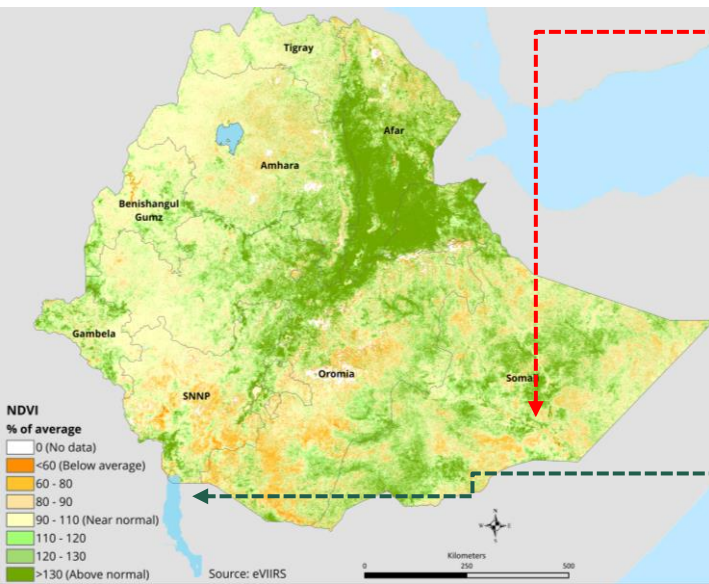 Tigray
Afar
Amhara
Benishangul
Gumz
Gambela
Oromia
Somali
SNNP
NDVI
% of average
0 (No data)
<60 (Below average)
60 - 80
80 - 90
90 - 110 (Near normal)
110 - 120
120 - 130
>130 (Above normal)
Source: eVIIRS
N
W
E
S
Kilometers
0
250
500